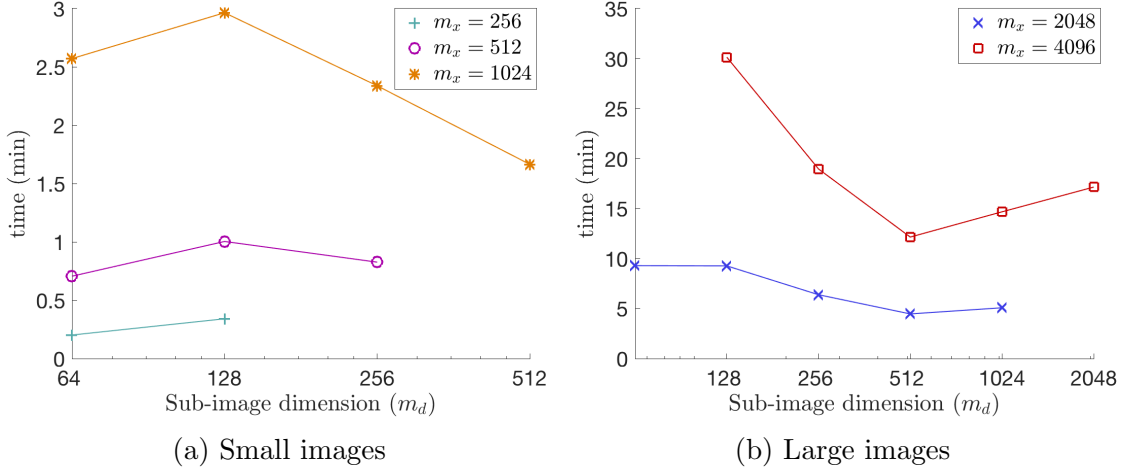 3
2.5
2
1.5
1
0.5
0
time (min)
64 128 256 512
Sub-image dimension (m_d)
m_x = 256
m_x = 512
m_x = 1024
(a) Small images
35
30
25
20
15
10
5
0
time (min)
128 256 512 1024 2048
Sub-image dimension (m_d)
m_x = 2048
m_x = 4096
(b) Large images